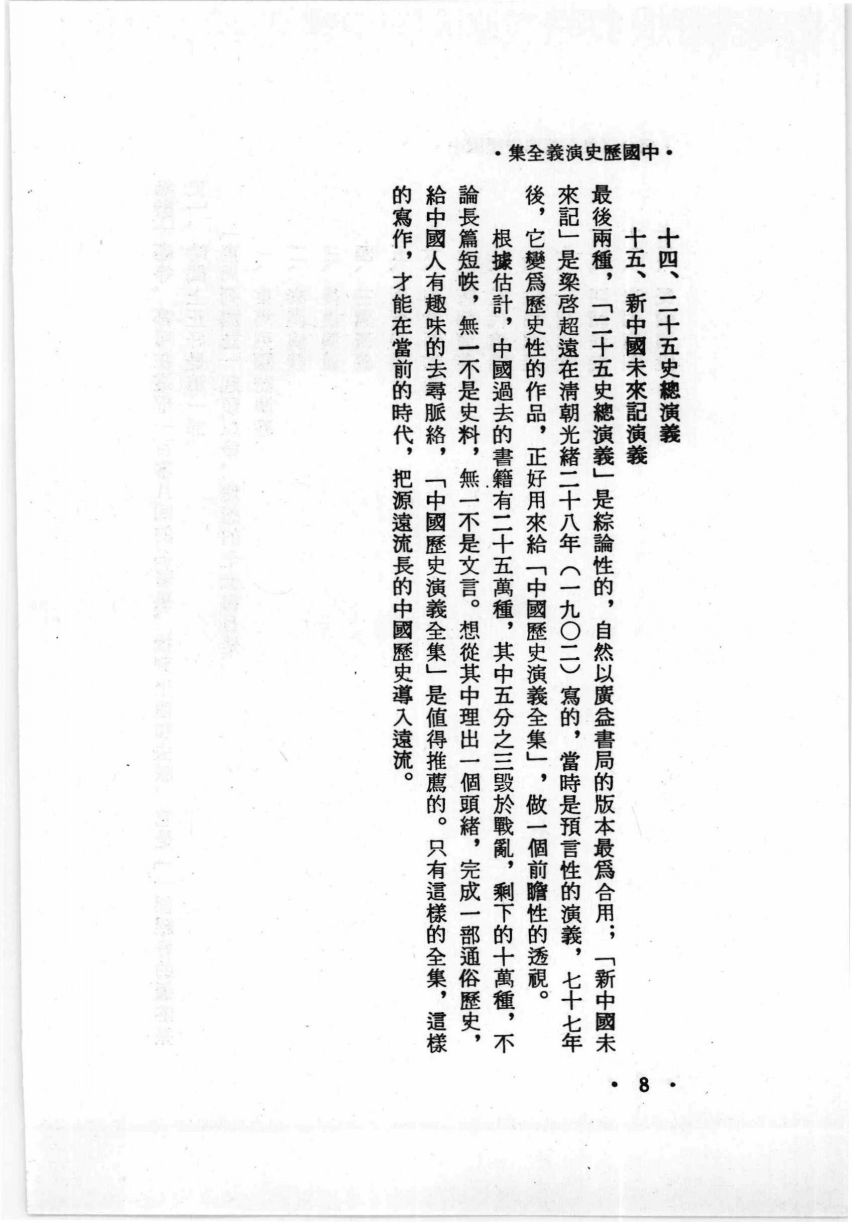 ・中國歷史演義全集・
十四、二十五史總演義
十五、新中國未來記演義
最後兩種，「二十五史總演義」是綜論性的，自然以廣益書局的版本最爲合用；「新中國未
來記」是梁啓超遠在淸朝光緒二十八年（一九〇二）寫的，當時是預言性的演義，七十七年
後，它變爲歷史性的作品，正好用來給「中國歷史演義全集」，做一個前瞻性的透視。
根據估計，中國過去的書籍有二十五萬種，其中五分之三毀於戰亂，剩下的十萬種，不
論長篇短帙，無一不是史料，無一不是文言。想從其中理出一個頭緒，完成一部通俗歷史，
給中國人有趣味的去尋脈絡，「中國歷史演義全集」是值得推薦的。只有這樣的全集，這樣
的寫作，才能在當前的時代，把源遠流長的中國歷史導入遠流。
・8・